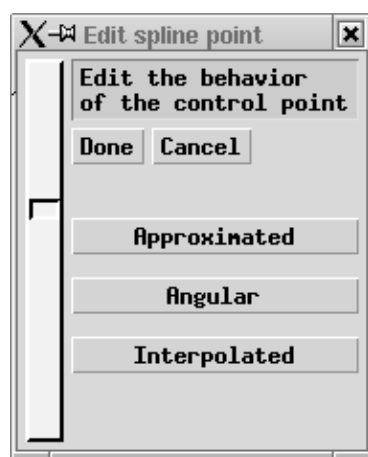 Edit spline point
Edit the behavior
of the control point
Done Cancel
Approximated
Angular
Interpolated